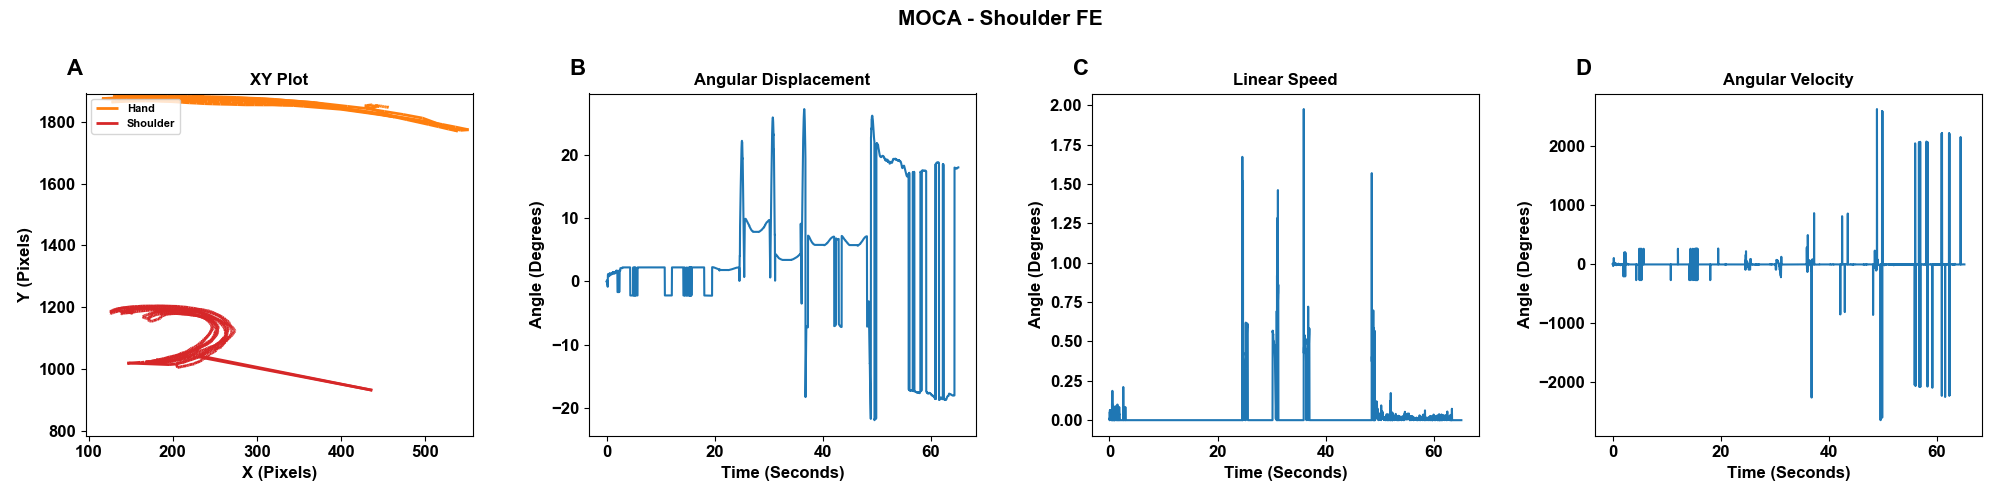 MOCA - Shoulder FE
A
XY Plot
Hand
Shoulder
1800
1600
1400
1200
1000
800
Y (Pixels)
100 200 300 400 500
X (Pixels)
B
Angular Displacement
20
10
0
−10
−20
Angle (Degrees)
0 20 40 60
Time (Seconds)
C
Linear Speed
2.00
1.75
1.50
1.25
1.00
0.75
0.50
0.25
0.00
Angle (Degrees)
0 20 40 60
Time (Seconds)
D
Angular Velocity
2000
1000
0
−1000
−2000
Angle (Degrees)
0 20 40 60
Time (Seconds)